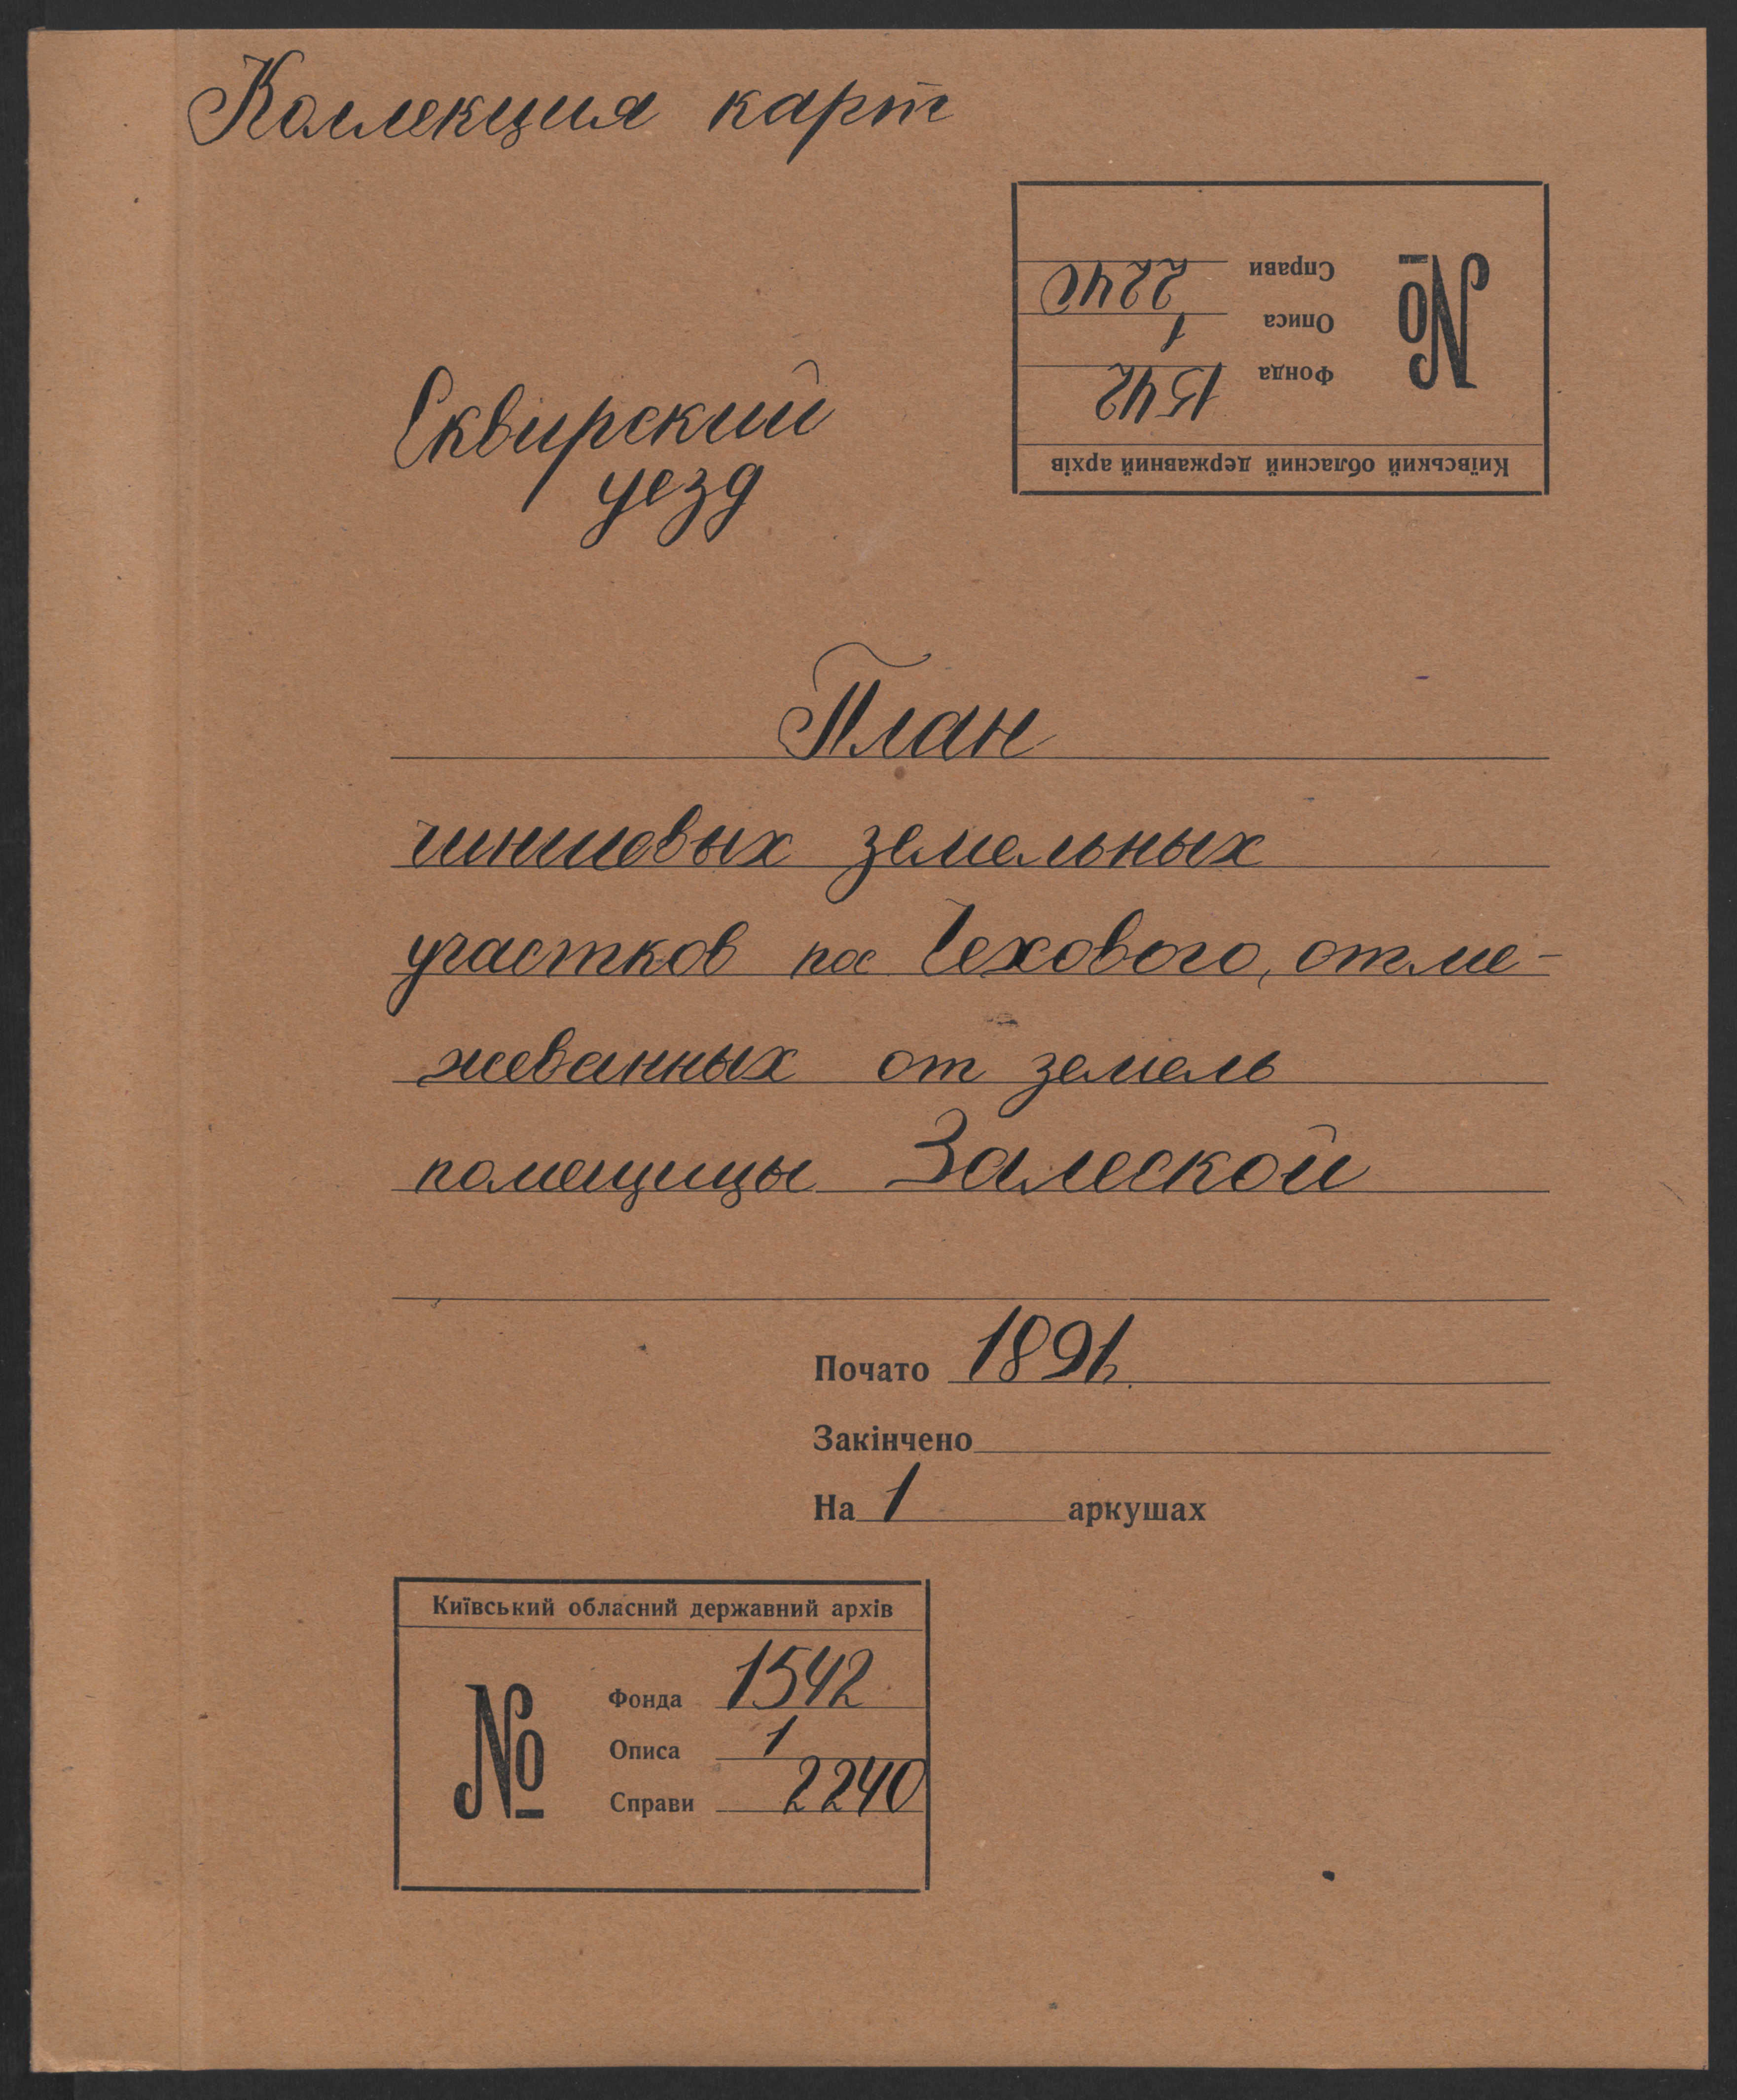 Коллекция карт
Справи 2240
Описа 1
Фонда 1542
№
Київський обласний державний архів
Сквирский
уезд
План
чиншевых земельных
участков пос Чехового, отме-
жеванных от земель
помещицы Залеской
Почато 1891г.
Закінчено
На 1 аркушах
Київський обласний державний архів
№
Фонда 1542
Описа 1
Справи 2240